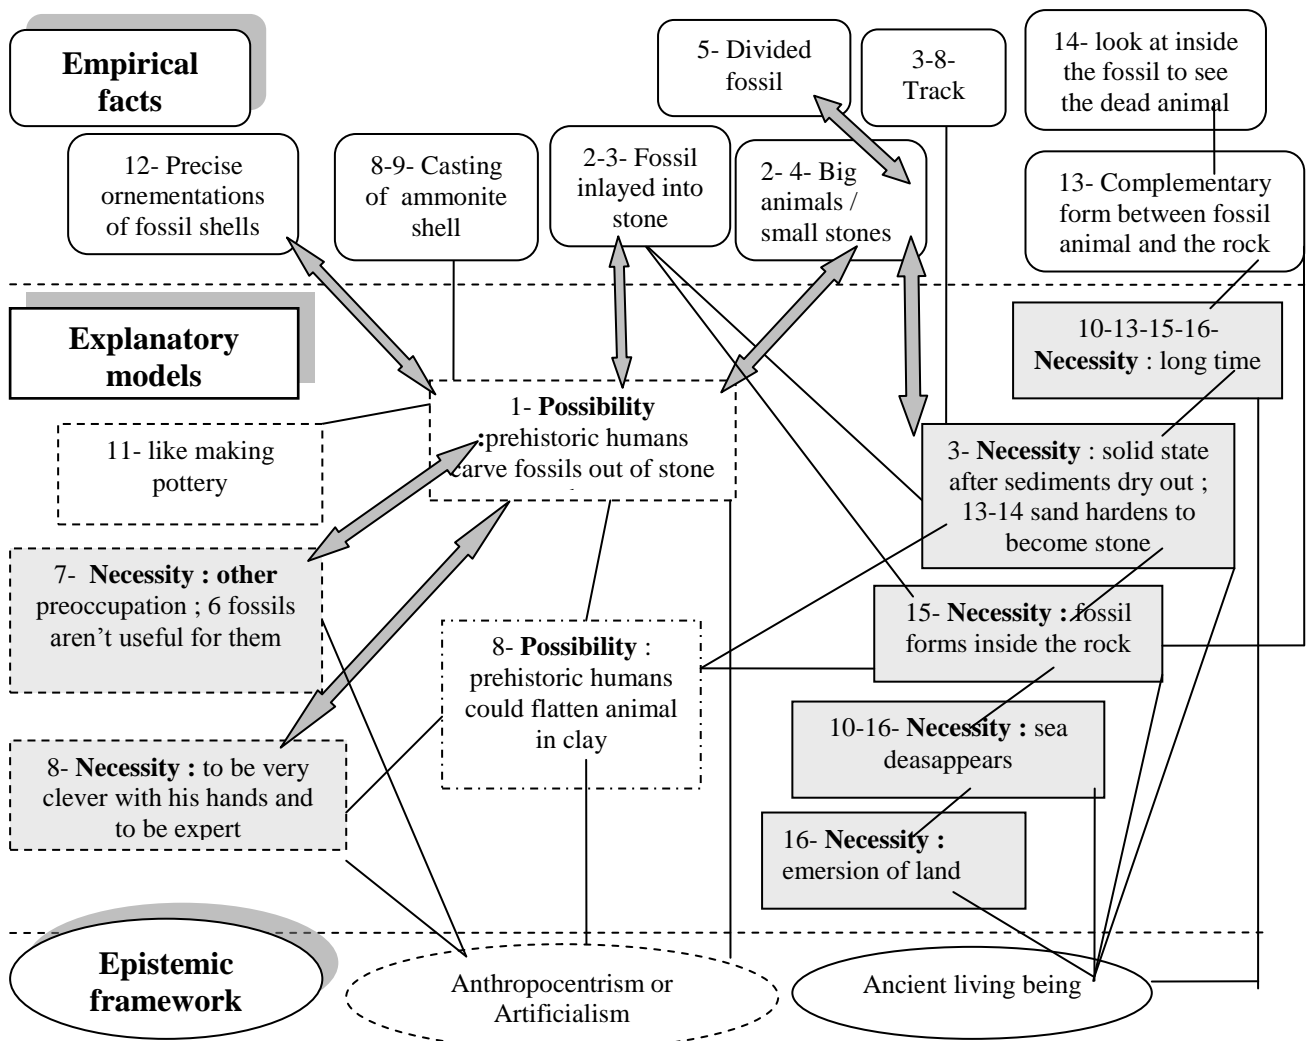 Empirical
facts
5- Divided
fossil
3-8-
Track
14- look at inside
the fossil to see
the dead animal
12- Precise
ornementations
of fossil shells
8-9- Casting
of ammonite
shell
2-3- Fossil
inlayed into
stone
2- 4- Big
animals /
small stones
13- Complementary
form between fossil
animal and the rock
Explanatory
models
10-13-15-16-
Necessity : long time
1- Possibility
:prehistoric humans
carve fossils out of stone
11- like making
pottery
3- Necessity : solid state
after sediments dry out ;
13-14 sand hardens to
become stone
7- Necessity : other
preoccupation ; 6 fossils
aren't useful for them
15- Necessity : fossil
forms inside the rock
8- Possibility :
prehistoric humans
could flatten animal
in clay
10-16- Necessity : sea
deasappears
8- Necessity : to be very
clever with his hands and
to be expert
16- Necessity :
emersion of land
Epistemic
framework
Anthropocentrism or
Artificialism
Ancient living being